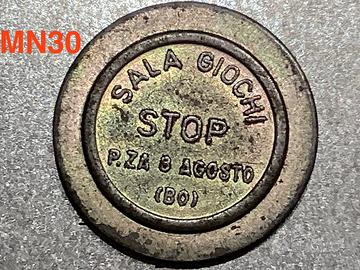 MN30
SALA GIOCHI
STOP
P.ZA 8 AGOSTO
(BO)